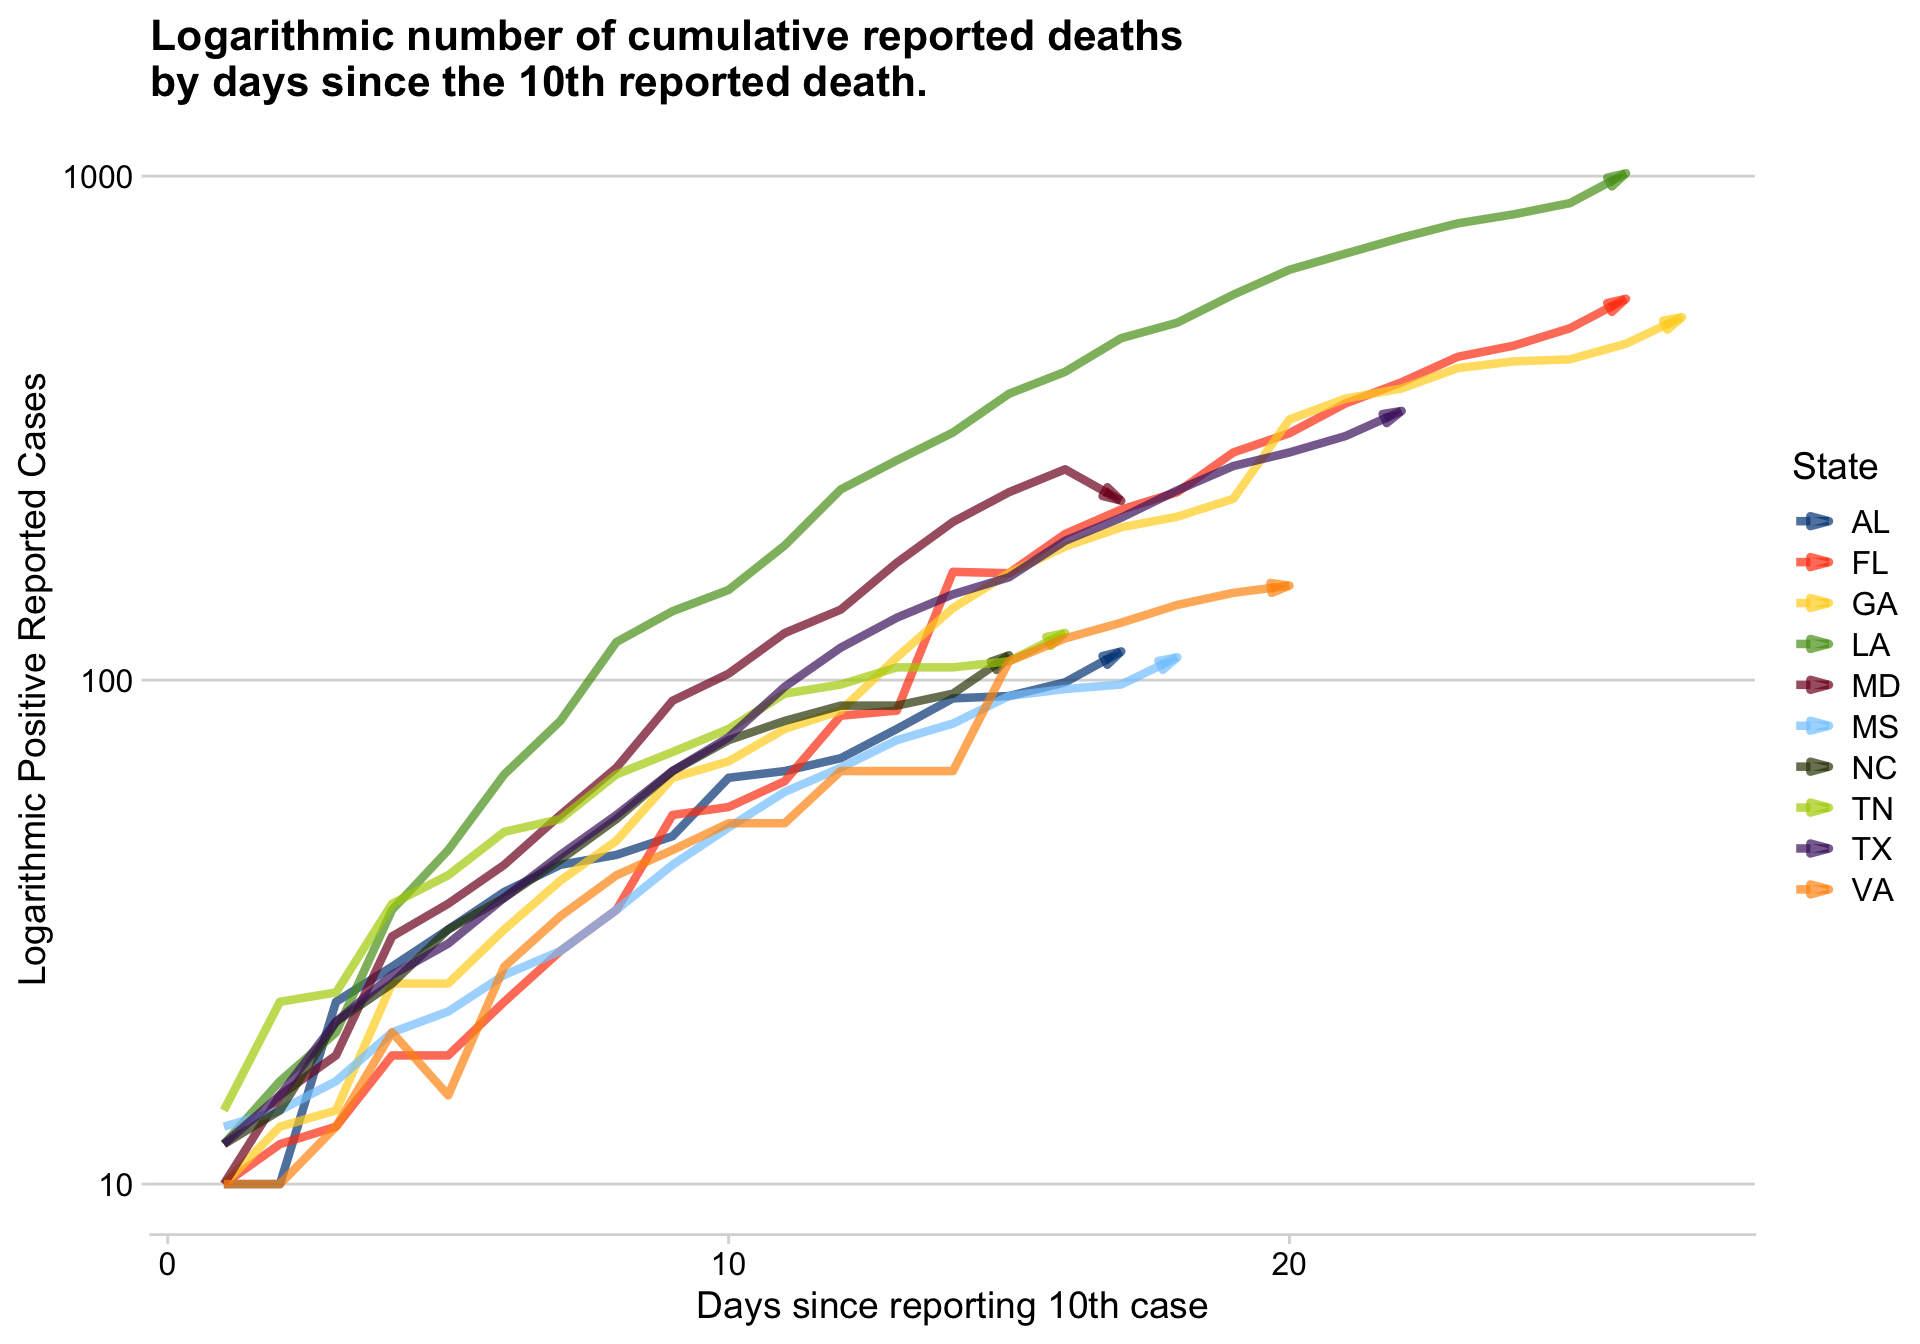 Logarithmic number of cumulative reported deaths
by days since the 10th reported death.
1000
100
10
Logarithmic Positive Reported Cases
0
10
20
Days since reporting 10th case
State
AL
FL
GA
LA
MD
MS
NC
TN
TX
VA